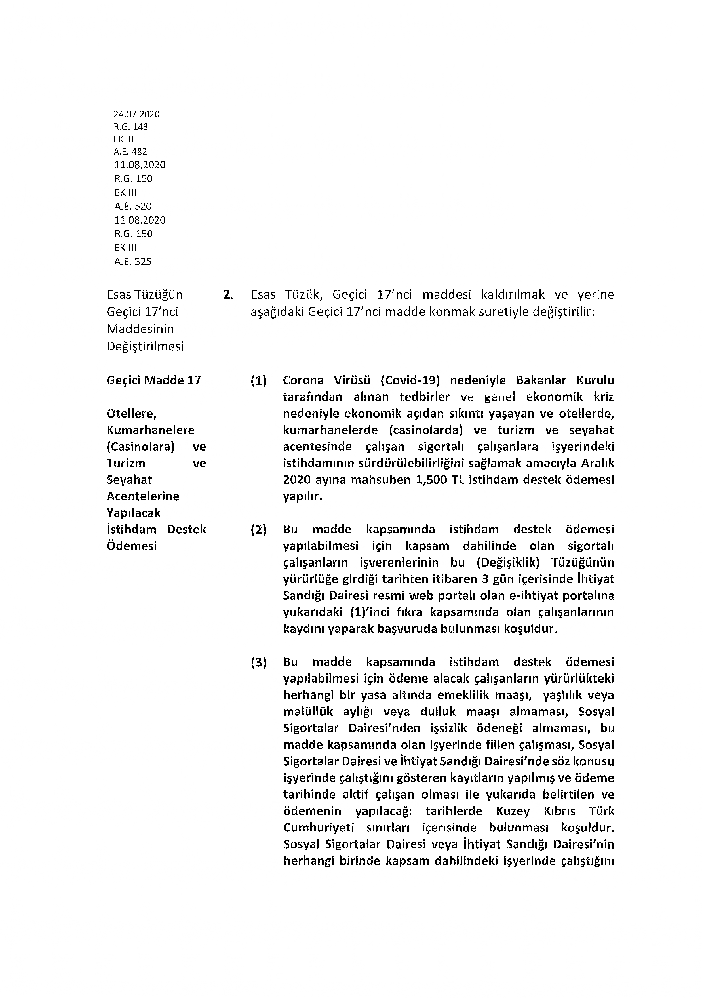 24.07.2020
R.G. 143
EK III
A.E. 482
11.08.2020
R.G. 150
EK III
A.E. 520
11.08.2020
R.G. 150
EK III
A.E. 525
Esas Tüzüğün
Geçici 17'nci
Maddesinin
Değiştirilmesi
2. Esas Tüzük, Geçici 17'nci maddesi kaldırılmak ve yerine
aşağıdaki Geçici 17'nci madde konmak suretiyle değiştirilir:
Geçici Madde 17
Otellere,
Kumarhanelere
(Casinolara) ve
Turizm ve
Seyahat
Acentelerine
Yapılacak
İstihdam Destek
Ödemesi
(1) Corona Virüsü (Covid-19) nedeniyle Bakanlar Kurulu
tarafından alınan tedbirler ve genel ekonomik kriz
nedeniyle ekonomik açıdan sıkıntı yaşayan ve otellerde,
kumarhanelerde (casinolarda) ve turizm ve seyahat
acentesinde çalışan sigortalı çalışanlara işyerindeki
istihdamının sürdürülebilirliğini sağlamak amacıyla Aralık
2020 ayına mahsuben 1,500 TL istihdam destek ödemesi
yapılır.
(2) Bu madde kapsamında istihdam destek ödemesi
yapılabilmesi için kapsam dahilinde olan sigortalı
çalışanların işverenlerinin bu (Değişiklik) Tüzüğünün
yürürlüğe girdiği tarihten itibaren 3 gün içerisinde İhtiyat
Sandığı Dairesi resmi web portalı olan e-ihtiyat portalına
yukarıdaki (1)'inci fıkra kapsamında olan çalışanlarının
kaydını yaparak başvuruda bulunması koşuldur.
(3) Bu madde kapsamında istihdam destek ödemesi
yapılabilmesi için ödeme alacak çalışanların yürürlükteki
herhangi bir yasa altında emeklilik maaşı, yaşlılık veya
malüllük aylığı veya dulluk maaşı almaması, Sosyal
Sigortalar Dairesi'nden işsizlik ödeneği almaması, bu
madde kapsamında olan işyerinde fiilen çalışması, Sosyal
Sigortalar Dairesi ve İhtiyat Sandığı Dairesi'nde söz konusu
işyerinde çalıştığını gösteren kayıtların yapılmış ve ödeme
tarihinde aktif çalışan olması ile yukarıda belirtilen ve
ödemenin yapılacağı tarihlerde Kuzey Kıbrıs Türk
Cumhuriyeti sınırları içerisinde bulunması koşuldur.
Sosyal Sigortalar Dairesi veya İhtiyat Sandığı Dairesi'nin
herhangi birinde kapsam dahilindeki işyerinde çalıştığını